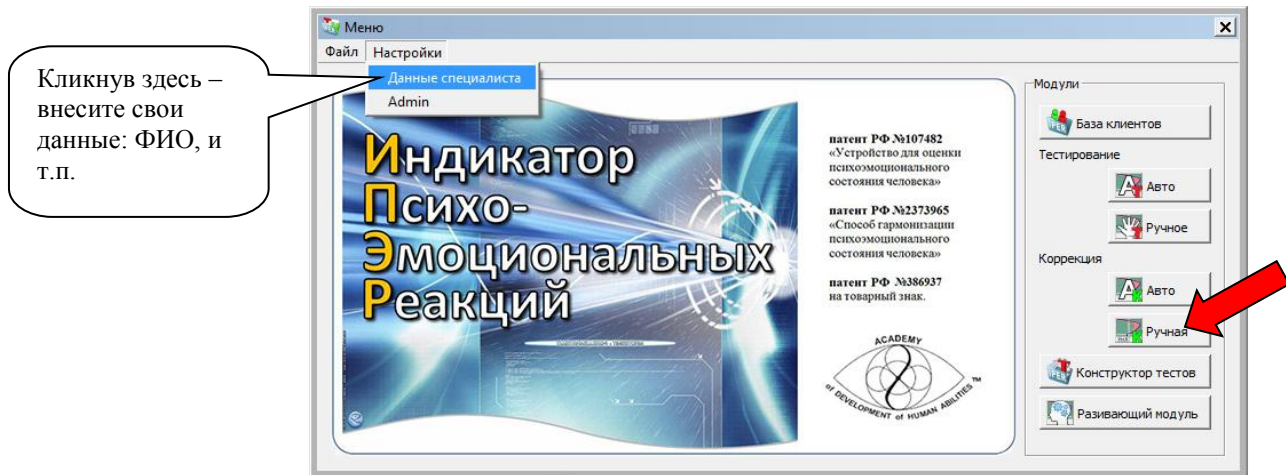 Меню
Файл Настройки
Данные специалиста
Admin
Кликнув здесь –
внесите свои
данные: ФИО, и
т.п.
Индикатор
Психо-
Эмоциональных
Реакций
патент РФ №107482
«Устройство для оценки
психоэмоционального
состояния человека»
патент РФ №2373965
«Способ гармонизации
психоэмоционального
состояния человека»
патент РФ №386937
на товарный знак.
ACADEMY
of DEVELOPMENT of HUMAN ABILITIES ™
Модули
База клиентов
Тестирование
Авто
Ручное
Коррекция
Авто
Ручная
Конструктор тестов
Разивающий модуль